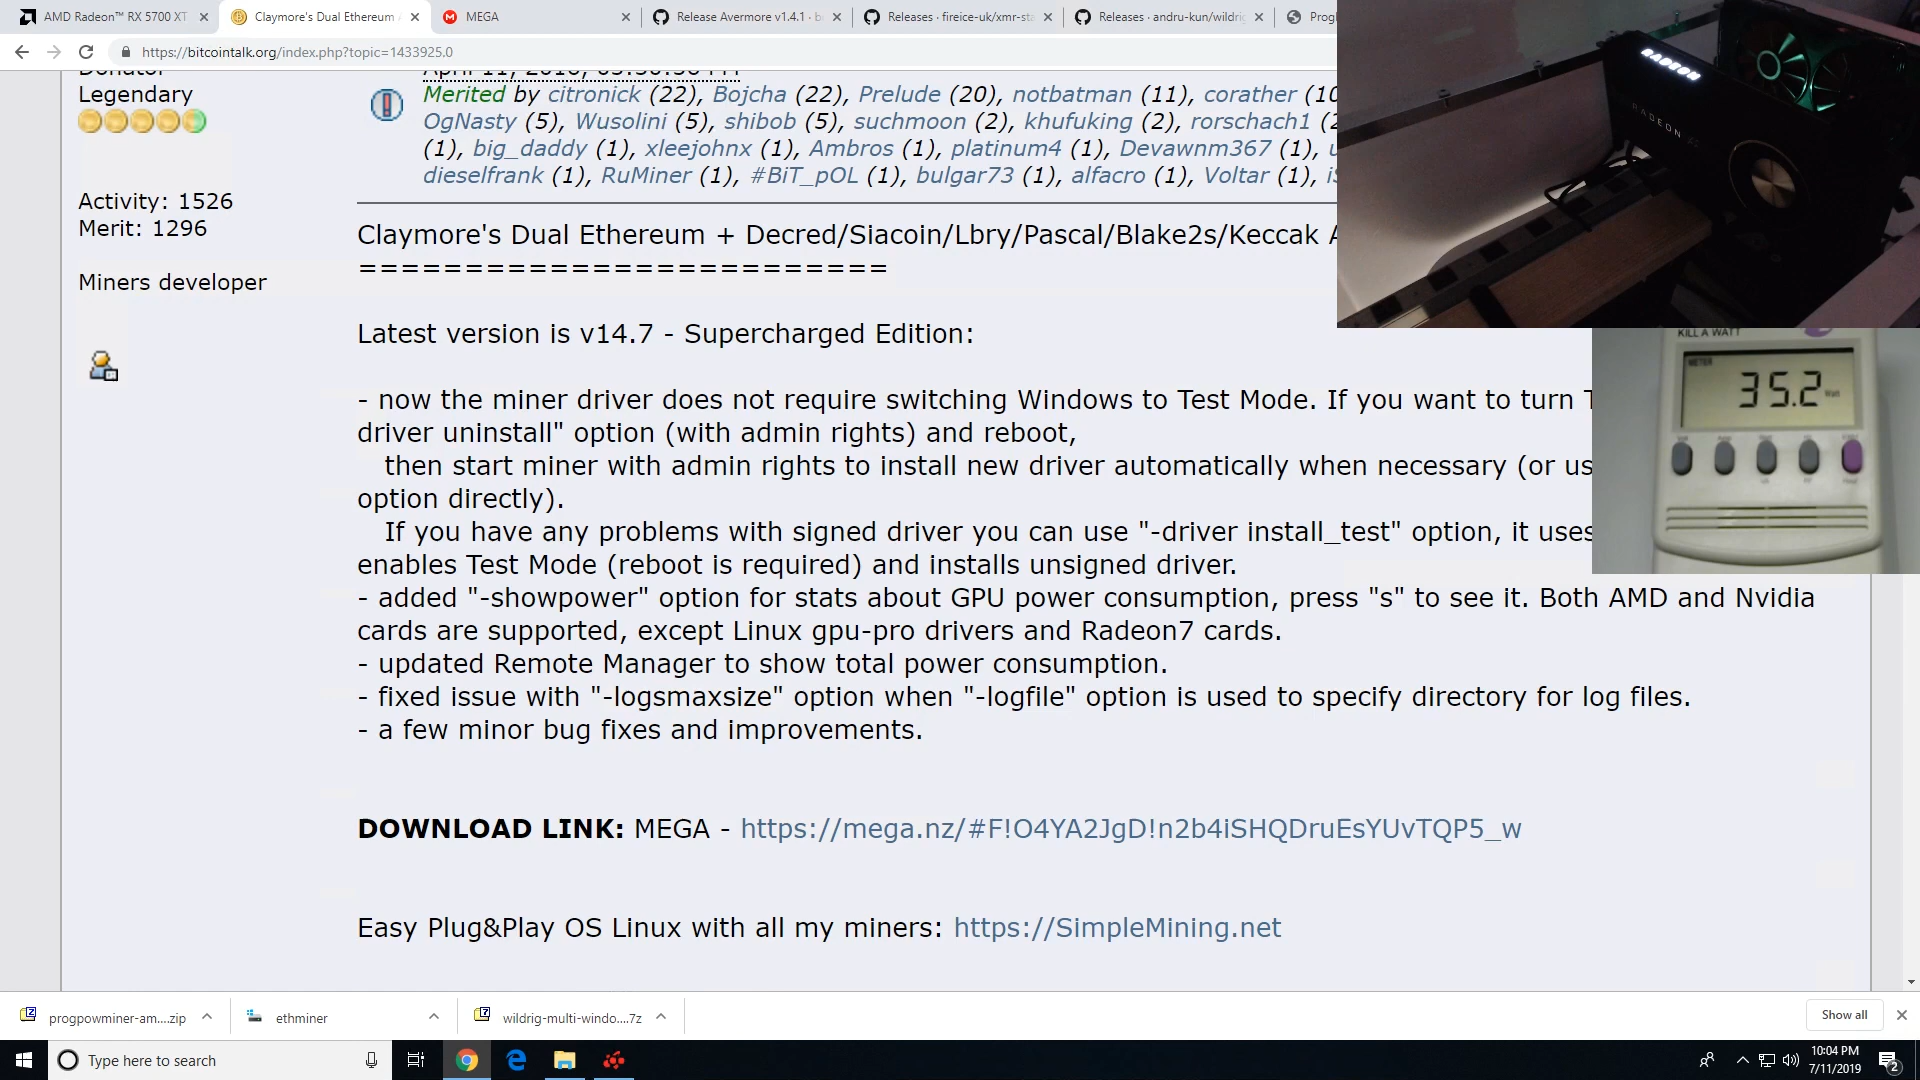 AMD Radeon™ RX 5700 XT
Claymore's Dual Ethereum
MEGA
Release Avermore v1.4.1 · b
Releases · fireice-uk/xmr-sta
Releases · andru-kun/wildrig
https://bitcointalk.org/index.php?topic=1433925.0
RADEON
RADEON
Donator
Legendary
Activity: 1526
Merit: 1296
Miners developer
Merited by citronick (22), Bojcha (22), Prelude (20), notbatman (11), corather (10
OgNasty (5), Wusolini (5), shibob (5), suchmoon (2), khufuking (2), rorschach1 (2
(1), big_daddy (1), xleejohnx (1), Ambros (1), platinum4 (1), Devawnm367 (1),
dieselfrank (1), RuMiner (1), #BiT_pOL (1), bulgar73 (1), alfacro (1), Voltar (1),
Claymore's Dual Ethereum + Decred/Siacoin/Lbry/Pascal/Blake2s/Keccak A
=========================
Latest version is v14.7 - Supercharged Edition:
- now the miner driver does not require switching Windows to Test Mode. If you want to turn T
driver uninstall" option (with admin rights) and reboot,
then start miner with admin rights to install new driver automatically when necessary (or us
option directly).
If you have any problems with signed driver you can use "-driver install_test" option, it uses
enables Test Mode (reboot is required) and installs unsigned driver.
- added "-showpower" option for stats about GPU power consumption, press "s" to see it. Both AMD and Nvidia
cards are supported, except Linux gpu-pro drivers and Radeon7 cards.
- updated Remote Manager to show total power consumption.
- fixed issue with "-logsmaxsize" option when "-logfile" option is used to specify directory for log files.
- a few minor bug fixes and improvements.
DOWNLOAD LINK: MEGA - https://mega.nz/#F!O4YA2JgD!n2b4iSHQDruEsYUvTQP5_w
Easy Plug&Play OS Linux with all my miners: https://SimpleMining.net
KILL A WATT
METER
35.2 Watt
progpowminer-am....zip
ethminer
wildrig-multi-windo....7z
Show all
Type here to search
10:04 PM
7/11/2019
2